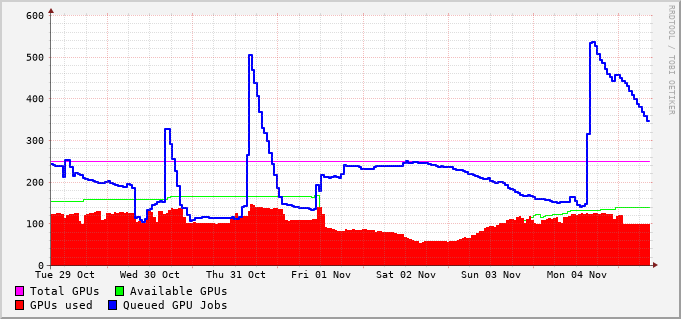 600
500
400
300
200
100
0
Tue 29 Oct Wed 30 Oct Thu 31 Oct Fri 01 Nov Sat 02 Nov Sun 03 Nov Mon 04 Nov
Total GPUs Available GPUs
GPUs used Queued GPU Jobs
RRDTOOL / TOBI OETIKER